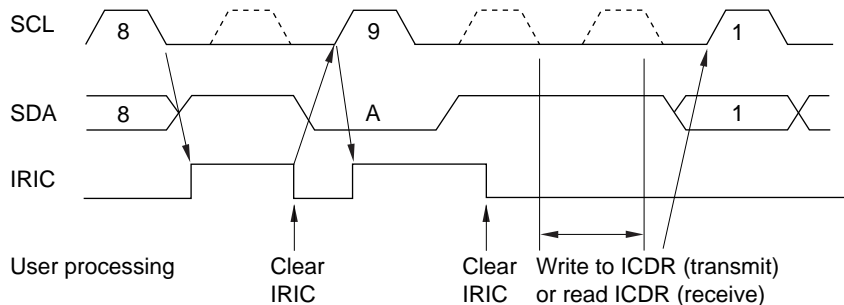 SCL 8 9 1
SDA 8 A 1
IRIC
User processing Clear Clear Write to ICDR (transmit)
IRIC IRIC or read ICDR (receive)